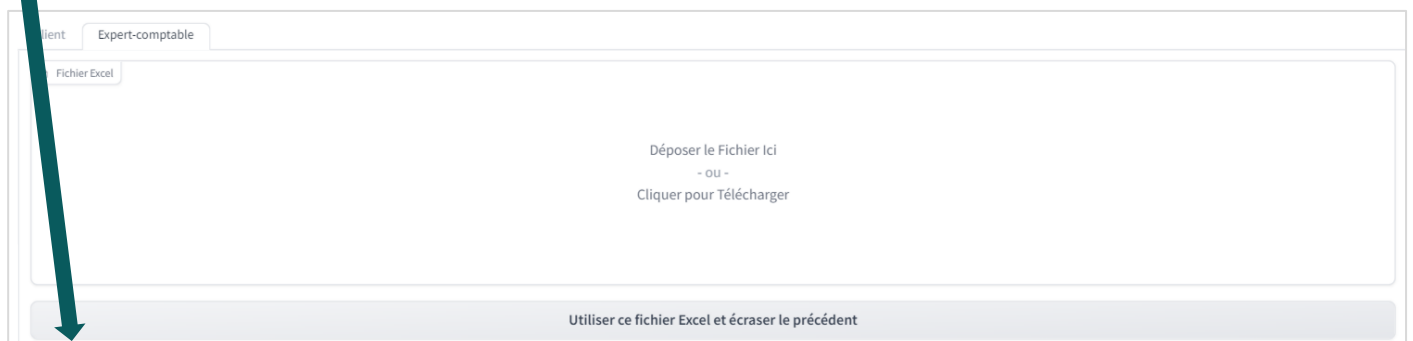 lient Expert-comptable
Fichier Excel
Déposer le Fichier Ici
- ou -
Cliquer pour Télécharger
Utiliser ce fichier Excel et écraser le précédent